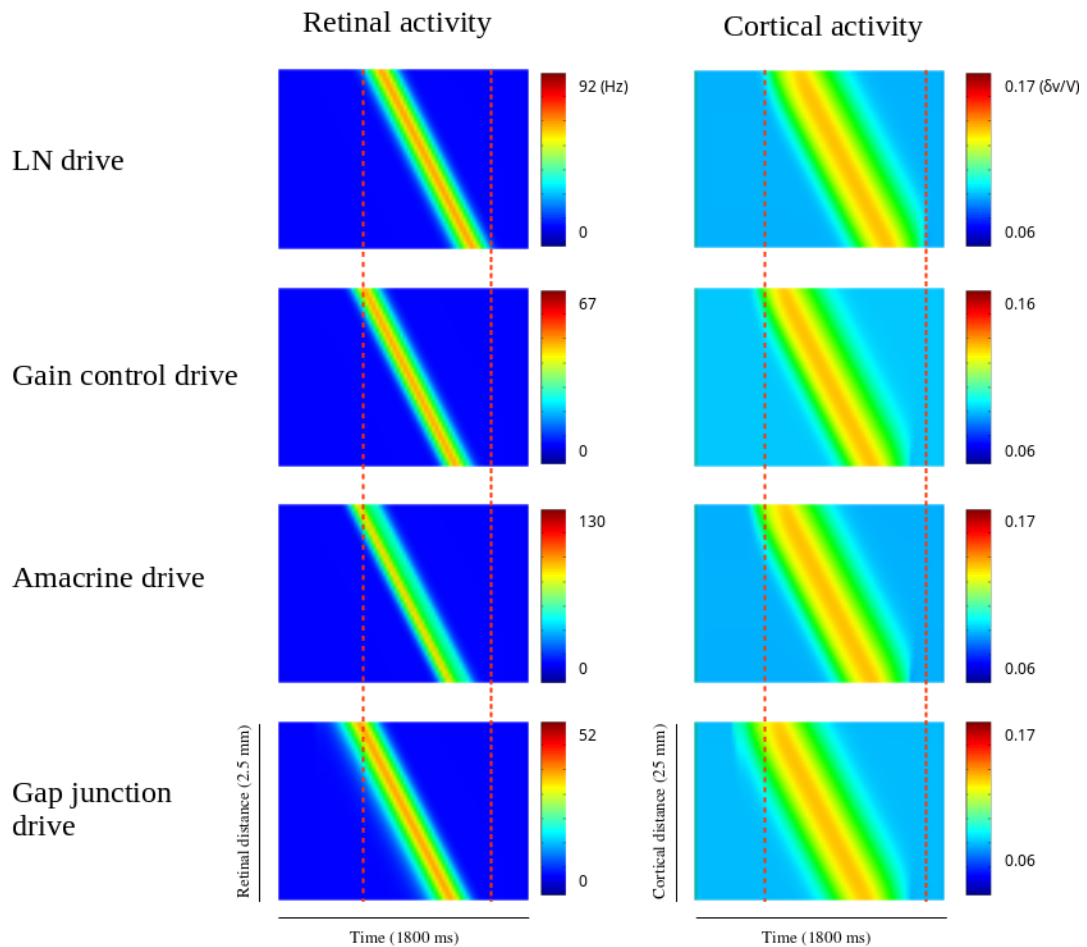 Retinal activity
Cortical activity
LN drive
92 (Hz)
0
0.17 (δv/V)
0.06
Gain control drive
67
0
0.16
0.06
Amacrine drive
130
0
0.17
0.06
Gap junction
drive
Retinal distance (2.5 mm)
52
0
Cortical distance (25 mm)
0.17
0.06
Time (1800 ms)
Time (1800 ms)